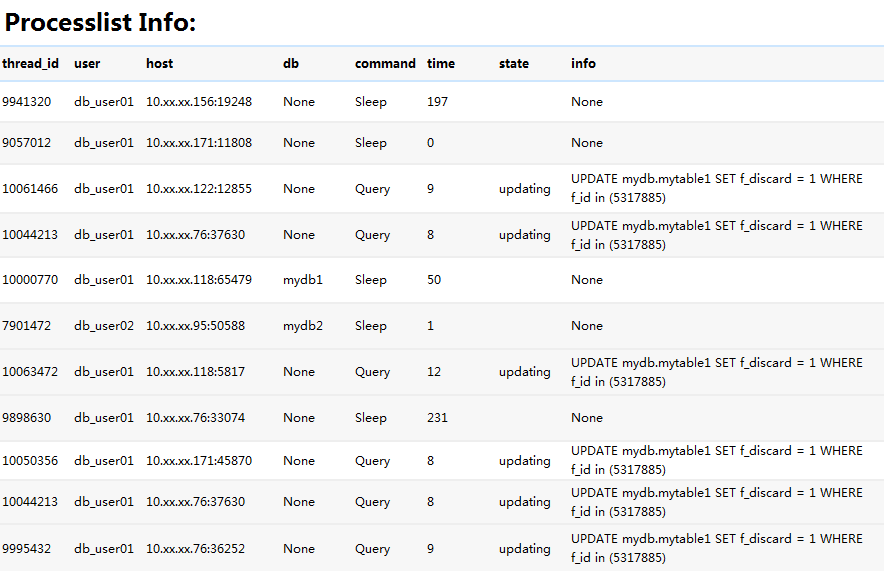 Processlist Info:
thread_id user host db command time state info
9941320 db_user01 10.xx.xx.156:19248 None Sleep 197 None
9057012 db_user01 10.xx.xx.171:11808 None Sleep 0 None
10061466 db_user01 10.xx.xx.122:12855 None Query 9 updating UPDATE mydb.mytable1 SET f_discard = 1 WHERE
f_id in (5317885)
10044213 db_user01 10.xx.xx.76:37630 None Query 8 updating UPDATE mydb.mytable1 SET f_discard = 1 WHERE
f_id in (5317885)
10000770 db_user01 10.xx.xx.118:65479 mydb1 Sleep 50 None
7901472 db_user02 10.xx.xx.95:50588 mydb2 Sleep 1 None
10063472 db_user01 10.xx.xx.118:5817 None Query 12 updating UPDATE mydb.mytable1 SET f_discard = 1 WHERE
f_id in (5317885)
9898630 db_user01 10.xx.xx.76:33074 None Sleep 231 None
10050356 db_user01 10.xx.xx.171:45870 None Query 8 updating UPDATE mydb.mytable1 SET f_discard = 1 WHERE
f_id in (5317885)
10044213 db_user01 10.xx.xx.76:37630 None Query 8 updating UPDATE mydb.mytable1 SET f_discard = 1 WHERE
f_id in (5317885)
9995432 db_user01 10.xx.xx.76:36252 None Query 9 updating UPDATE mydb.mytable1 SET f_discard = 1 WHERE
f_id in (5317885)